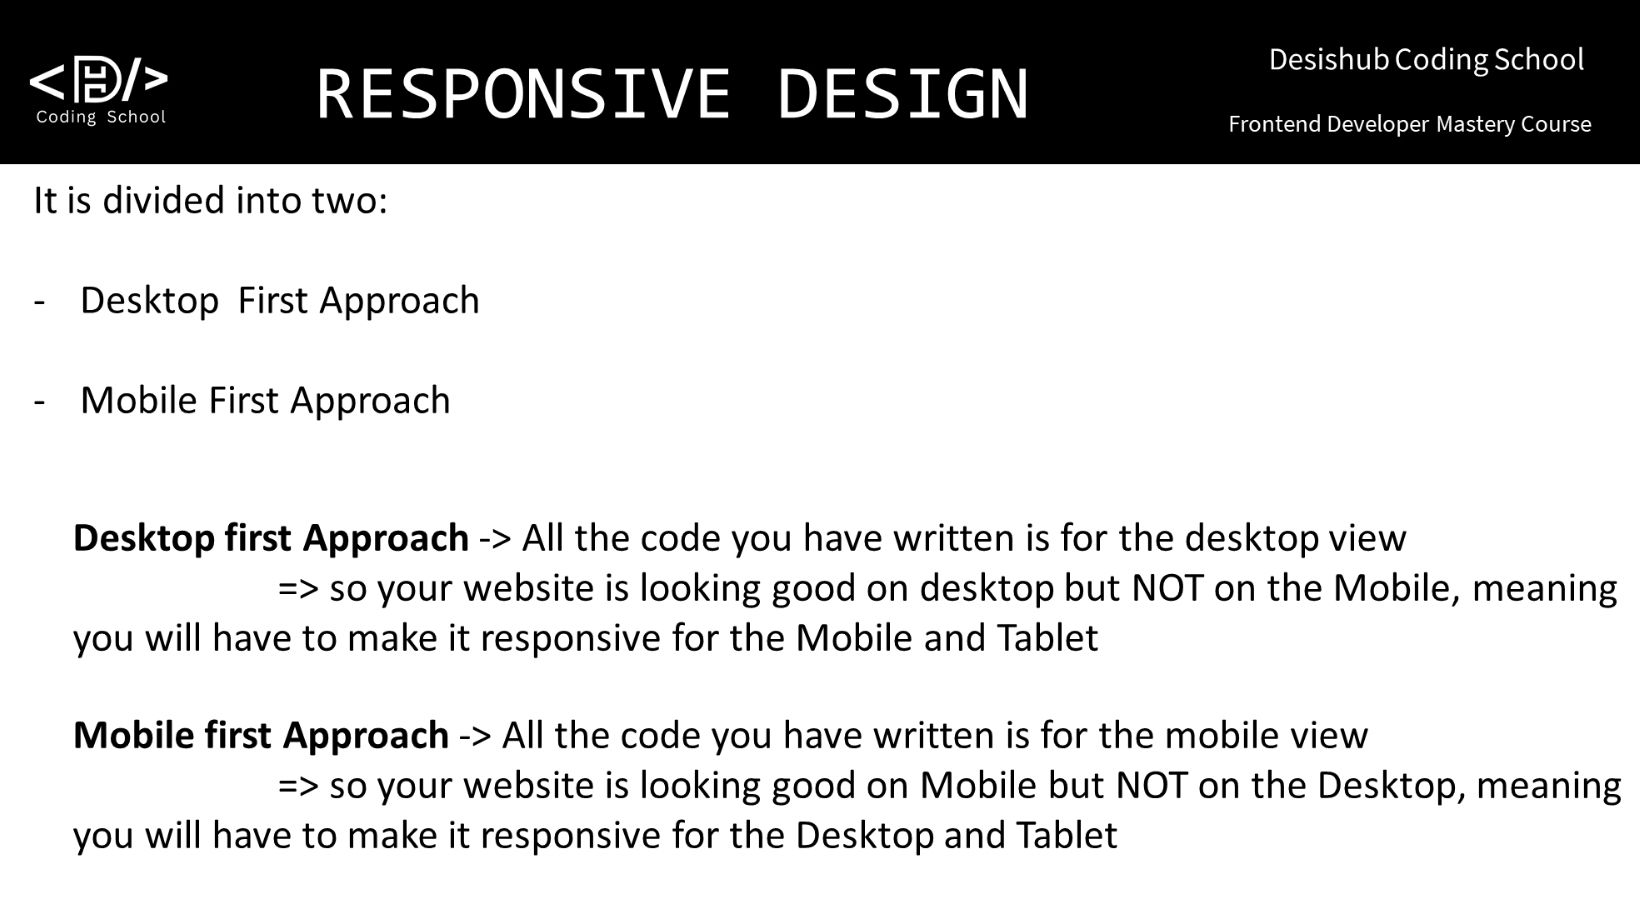 <DH/>
Coding School
RESPONSIVE DESIGN
Desishub Coding School
Frontend Developer Mastery Course
It is divided into two:
- Desktop  First Approach
- Mobile First Approach
Desktop first Approach -> All the code you have written is for the desktop view
=> so your website is looking good on desktop but NOT on the Mobile, meaning
you will have to make it responsive for the Mobile and Tablet
Mobile first Approach -> All the code you have written is for the mobile view
=> so your website is looking good on Mobile but NOT on the Desktop, meaning
you will have to make it responsive for the Desktop and Tablet